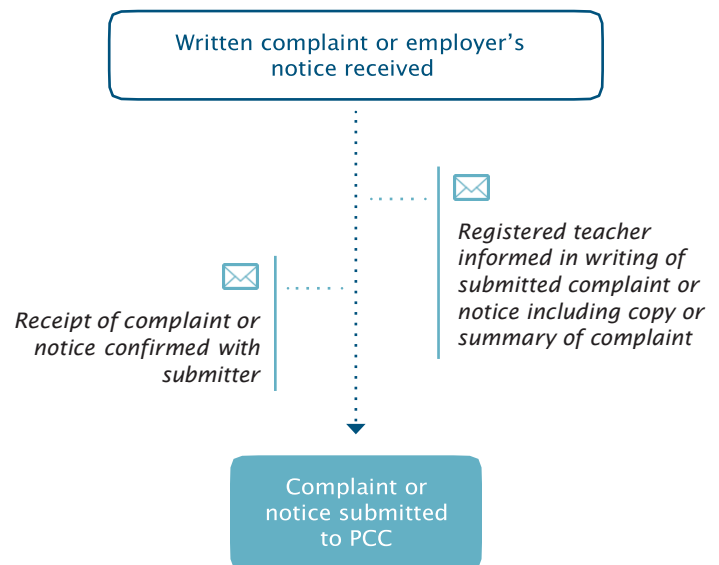 Written complaint or employer’s
notice received
Registered teacher
informed in writing of
submitted complaint or
notice including copy or
summary of complaint
Receipt of complaint or
notice confirmed with
submitter
Complaint or
notice submitted
to PCC